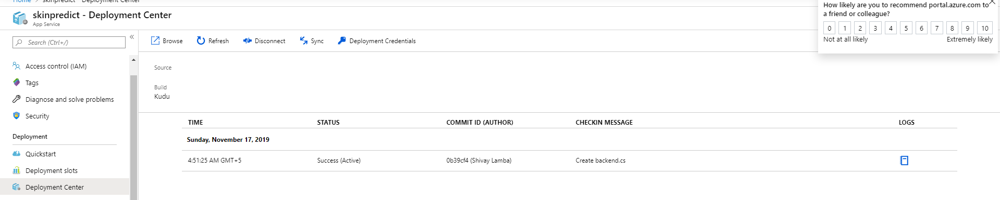 Home > skinpredict - Deployment Center
skinpredict - Deployment Center
App Service
How likely are you to recommend portal.azure.com to
a friend or colleague?
0 1 2 3 4 5 6 7 8 9 10
Not at all likely Extremely likely
Search (Ctrl+/)
«
Browse Refresh Disconnect Sync Deployment Credentials
Access control (IAM)
Tags
Diagnose and solve problems
Security
Deployment
Quickstart
Deployment slots
Deployment Center
Source
Build
Kudu
TIME STATUS COMMIT ID (AUTHOR) CHECKIN MESSAGE LOGS
Sunday, November 17, 2019
4:51:25 AM GMT+5 Success (Active) 0b39cf4 (Shivay Lamba) Create backend.cs